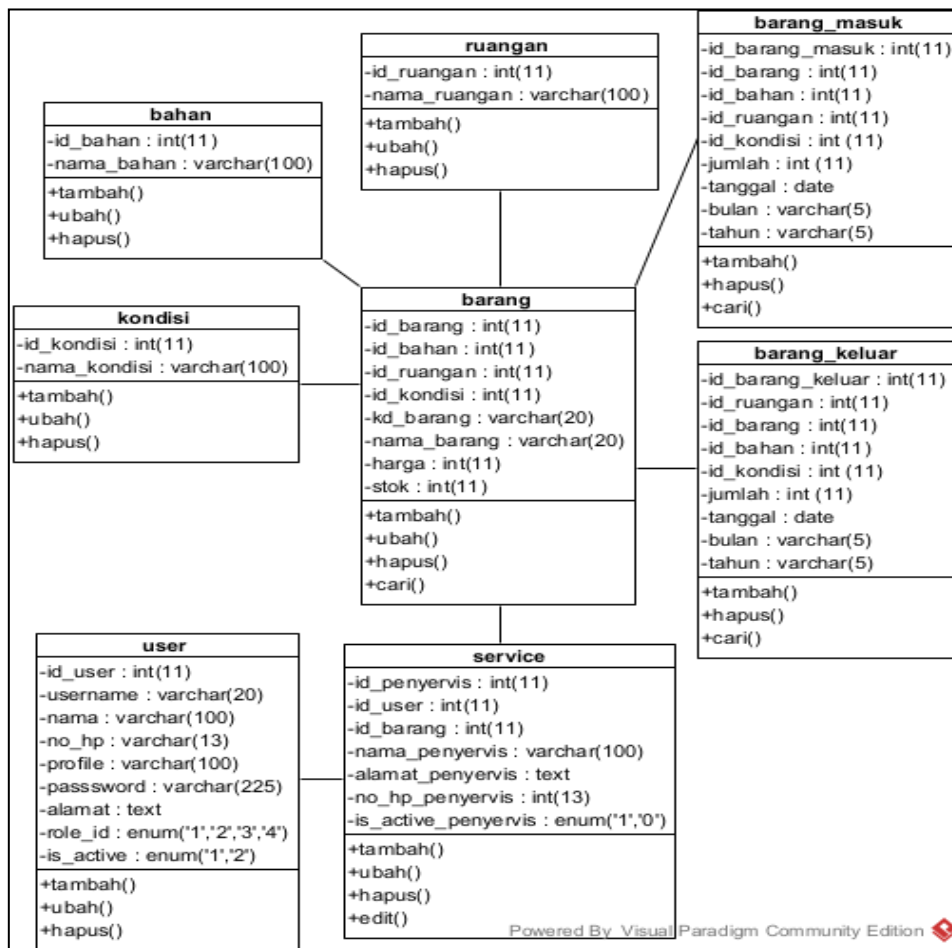 ruangan
-id_ruangan : int(11)
-nama_ruangan : varchar(100)
+tambah()
+ubah()
+hapus()
barang_masuk
-id_barang_masuk : int(11)
-id_barang : int(11)
-id_bahan : int(11)
-id_ruangan : int(11)
-id_kondisi : int (11)
-jumlah : int (11)
-tanggal : date
-bulan : varchar(5)
-tahun : varchar(5)
+tambah()
+hapus()
+cari()
bahan
-id_bahan : int(11)
-nama_bahan : varchar(100)
+tambah()
+ubah()
+hapus()
kondisi
-id_kondisi : int(11)
-nama_kondisi : varchar(100)
+tambah()
+ubah()
+hapus()
barang
-id_barang : int(11)
-id_bahan : int(11)
-id_ruangan : int(11)
-id_kondisi : int(11)
-kd_barang : varchar(20)
-nama_barang : varchar(20)
-harga : int(11)
-stok : int(11)
+tambah()
+ubah()
+hapus()
+cari()
barang_keluar
-id_barang_keluar : int(11)
-id_ruangan : int(11)
-id_barang : int(11)
-id_bahan : int(11)
-id_kondisi : int (11)
-jumlah : int (11)
-tanggal : date
-bulan : varchar(5)
-tahun : varchar(5)
+tambah()
+hapus()
+cari()
user
-id_user : int(11)
-username : varchar(20)
-nama : varchar(100)
-no_hp : varchar(13)
-profile : varchar(100)
-passsword : varchar(225)
-alamat : text
-role_id : enum("1","2","3","4")
-is_active : enum("1","2")
+tambah()
+ubah()
+hapus()
service
-id_penyervis : int(11)
-id_user : int(11)
-id_barang : int(11)
-nama_penyervis : varchar(100)
-alamat_penyervis : text
-no_hp_penyervis : int(13)
-is_active_penyervis : enum("1","0")
+tambah()
+ubah()
+hapus()
+edit()
Powered By Visual Paradigm Community Edition